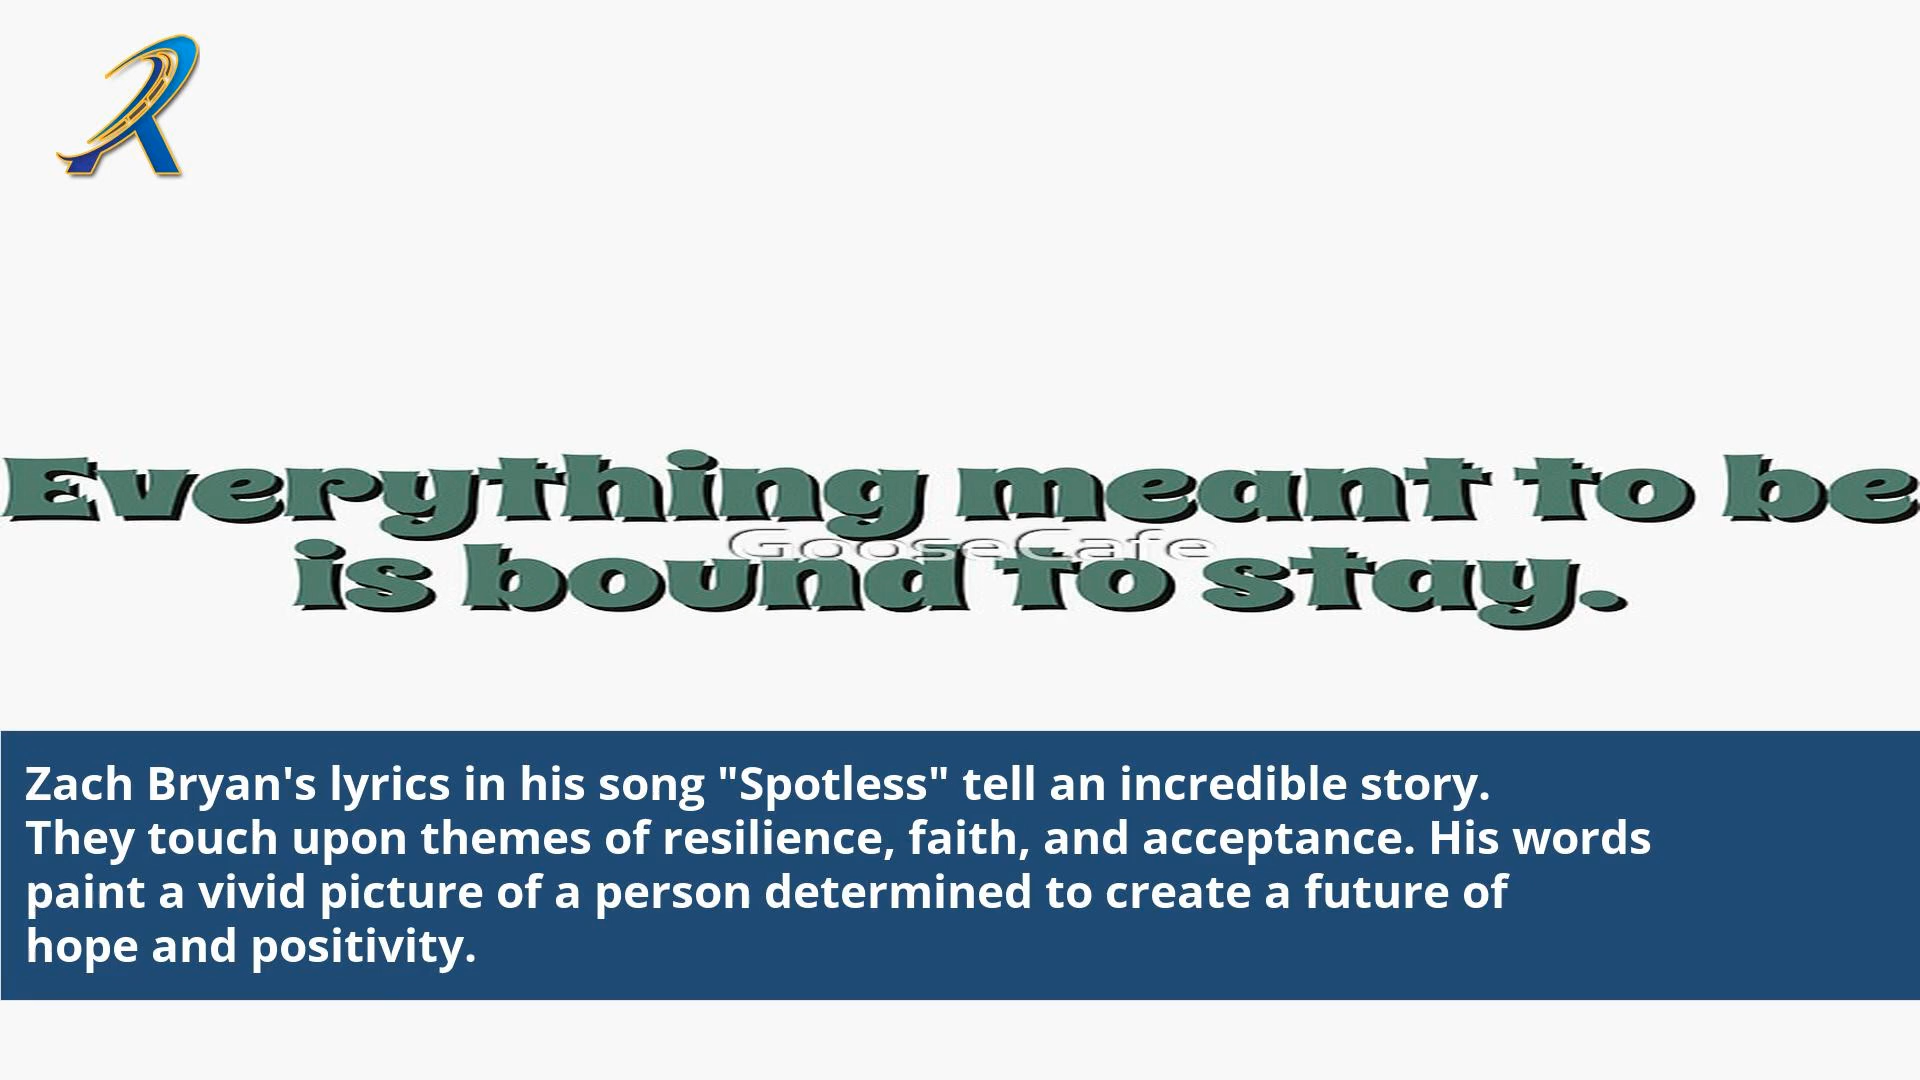 Everything meant to be
GooseCafe
is bound to stay.
Zach Bryan's lyrics in his song "Spotless" tell an incredible story.
They touch upon themes of resilience, faith, and acceptance. His words
paint a vivid picture of a person determined to create a future of
hope and positivity.